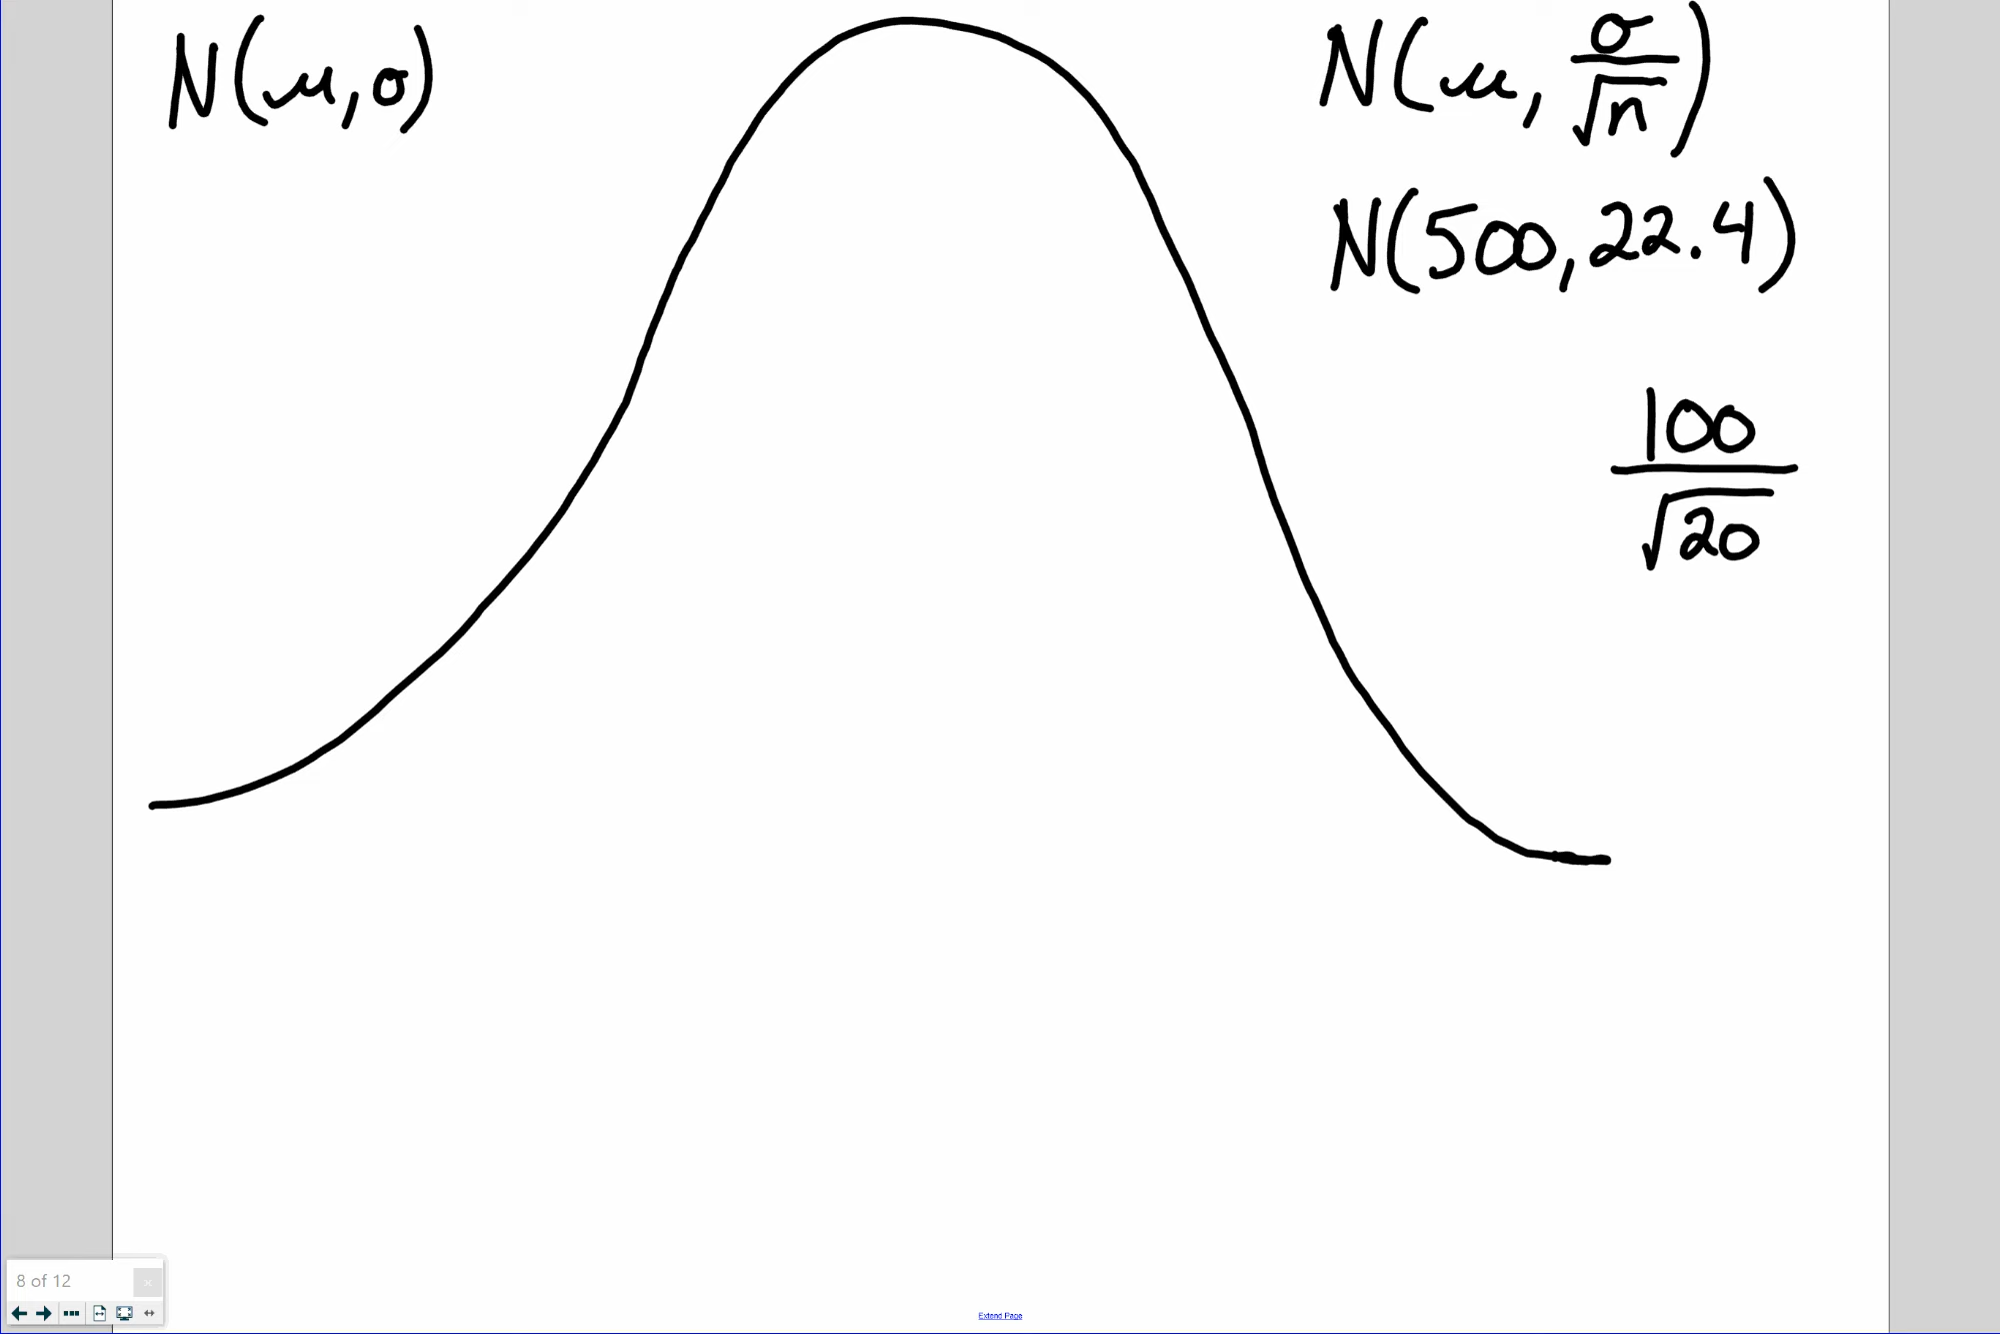 N(μ, σ)
N(μ, σ/√n)
N(500, 22.4)
100
√20
8 of 12
Extend Page